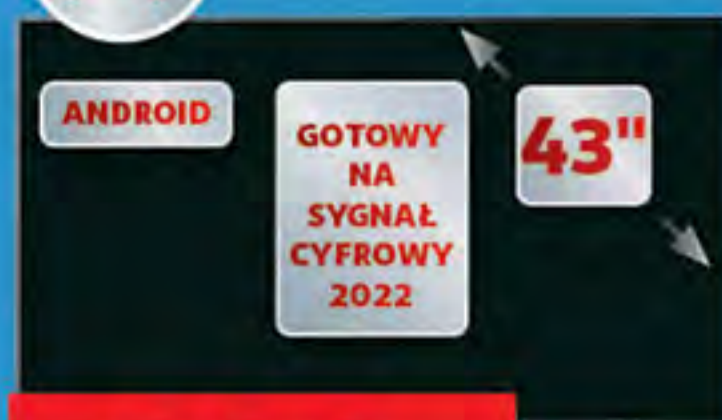 ANDROID
GOTOWY
NA
SYGNAŁ
CYFROWY
2022
43"